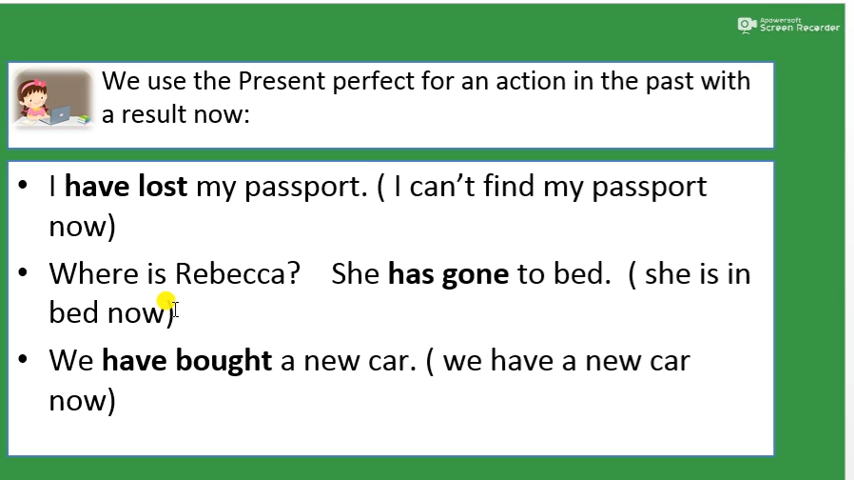 Apowersoft
Screen Recorder
We use the Present perfect for an action in the past with
a result now:
• I have lost my passport. ( I can’t find my passport
now)
• Where is Rebecca? She has gone to bed. ( she is in
bed now)
• We have bought a new car. ( we have a new car
now)